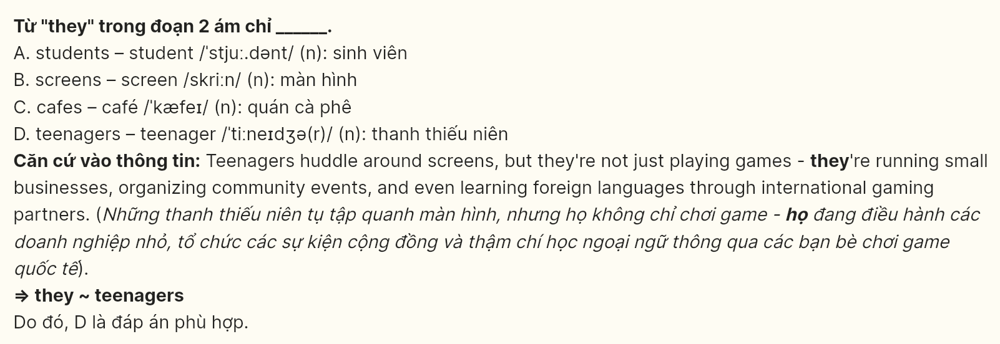 Từ "they" trong đoạn 2 ám chỉ ______.
A. students – student /ˈstjuː.dənt/ (n): sinh viên
B. screens – screen /skriːn/ (n): màn hình
C. cafes – café /ˈkæfeɪ/ (n): quán cà phê
D. teenagers – teenager /ˈtiːneɪdʒə(r)/ (n): thanh thiếu niên
Căn cứ vào thông tin: Teenagers huddle around screens, but they're not just playing games - they're running small
businesses, organizing community events, and even learning foreign languages through international gaming
partners. (Những thanh thiếu niên tụ tập quanh màn hình, nhưng họ không chỉ chơi game - họ đang điều hành các
doanh nghiệp nhỏ, tổ chức các sự kiện cộng đồng và thậm chí học ngoại ngữ thông qua các bạn bè chơi game
quốc tế).
⇒ they ~ teenagers
Do đó, D là đáp án phù hợp.